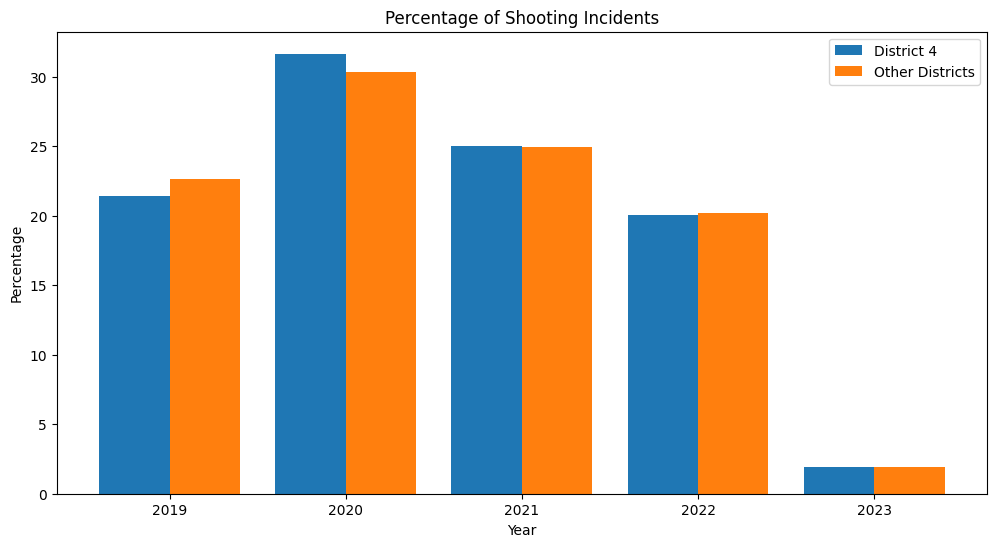 Percentage of Shooting Incidents
District 4
Other Districts
Percentage
30
25
20
15
10
5
0
2019 2020 2021 2022 2023
Year